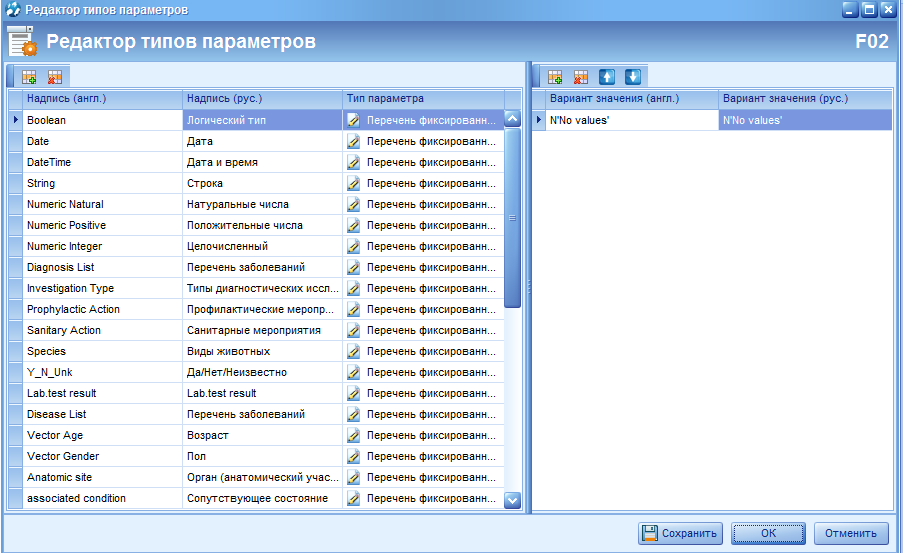 Редактор типов параметров
Редактор типов параметров F02
Надпись (англ.) Надпись (рус.) Тип параметра
Boolean Логический тип Перечень фиксированн...
Date Дата Перечень фиксированн...
DateTime Дата и время Перечень фиксированн...
String Строка Перечень фиксированн...
Numeric Natural Натуральные числа Перечень фиксированн...
Numeric Positive Положительные числа Перечень фиксированн...
Numeric Integer Целочисленный Перечень фиксированн...
Diagnosis List Перечень заболеваний Перечень фиксированн...
Investigation Type Типы диагностических иссл... Перечень фиксированн...
Prophylactic Action Профилактические меропр... Перечень фиксированн...
Sanitary Action Санитарные мероприятия Перечень фиксированн...
Species Виды животных Перечень фиксированн...
Y_N_Unk Да/Нет/Неизвестно Перечень фиксированн...
Lab.test result Lab.test result Перечень фиксированн...
Disease List Перечень заболеваний Перечень фиксированн...
Vector Age Возраст Перечень фиксированн...
Vector Gender Пол Перечень фиксированн...
Anatomic site Орган (анатомический учас... Перечень фиксированн...
associated condition Сопутствующее состояние Перечень фиксированн...
Вариант значения (англ.) Вариант значения (рус.)
N'No values' N'No values'
Сохранить OK Отменить